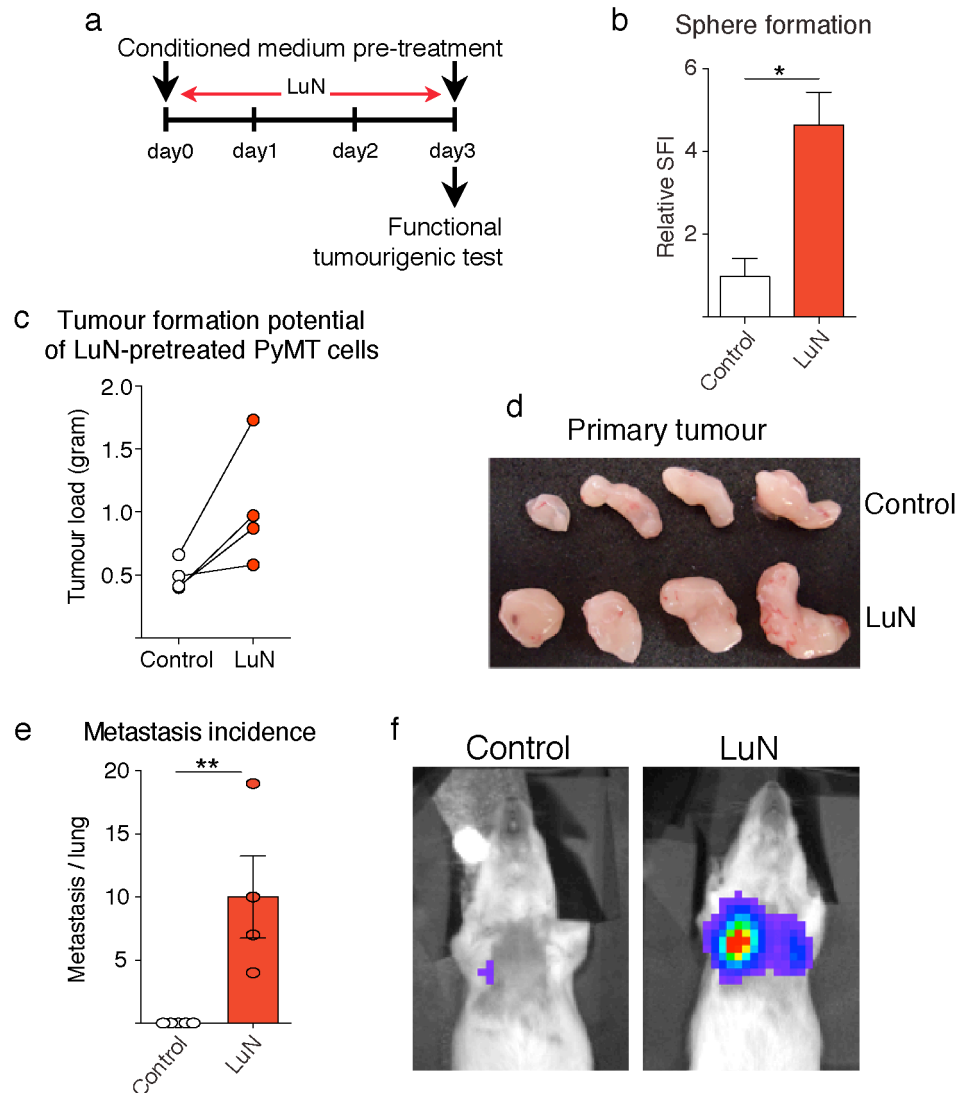 a
Conditioned medium pre-treatment
LuN
day0 day1 day2 day3
Functional
tumourigenic test
b
Sphere formation
6
*
4
2
Relative SFI
Control
LuN
c
Tumour formation potential
of LuN-pretreated PyMT cells
2.0
1.5
1.0
0.5
Tumour load (gram)
Control LuN
d
Primary tumour
Control
LuN
e
Metastasis incidence
20
**
15
10
5
Metastasis / lung
Control
LuN
f
Control LuN